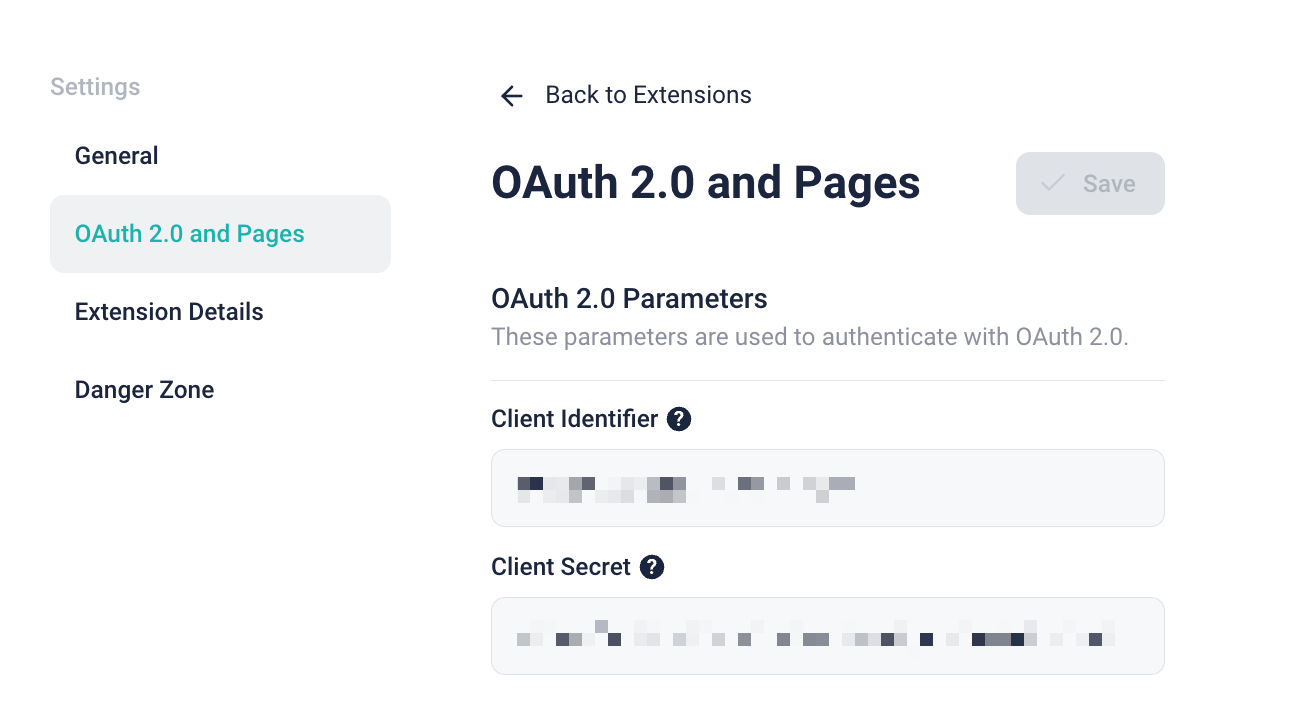 Settings
General
OAuth 2.0 and Pages
Extension Details
Danger Zone
Back to Extensions
OAuth 2.0 and Pages
Save
OAuth 2.0 Parameters
These parameters are used to authenticate with OAuth 2.0.
Client Identifier ?
Client Secret ?